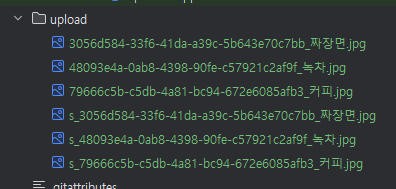 upload
3056d584-33f6-41da-a39c-5b643e70c7bb_짜장면.jpg
48093e4a-0ab8-4398-90fe-c57921c2af9f_녹차.jpg
79666c5b-c5db-4a81-bc94-672e6085afb3_커피.jpg
s_3056d584-33f6-41da-a39c-5b643e70c7bb_짜장면.jpg
s_48093e4a-0ab8-4398-90fe-c57921c2af9f_녹차.jpg
s_79666c5b-c5db-4a81-bc94-672e6085afb3_커피.jpg
.gitattributes